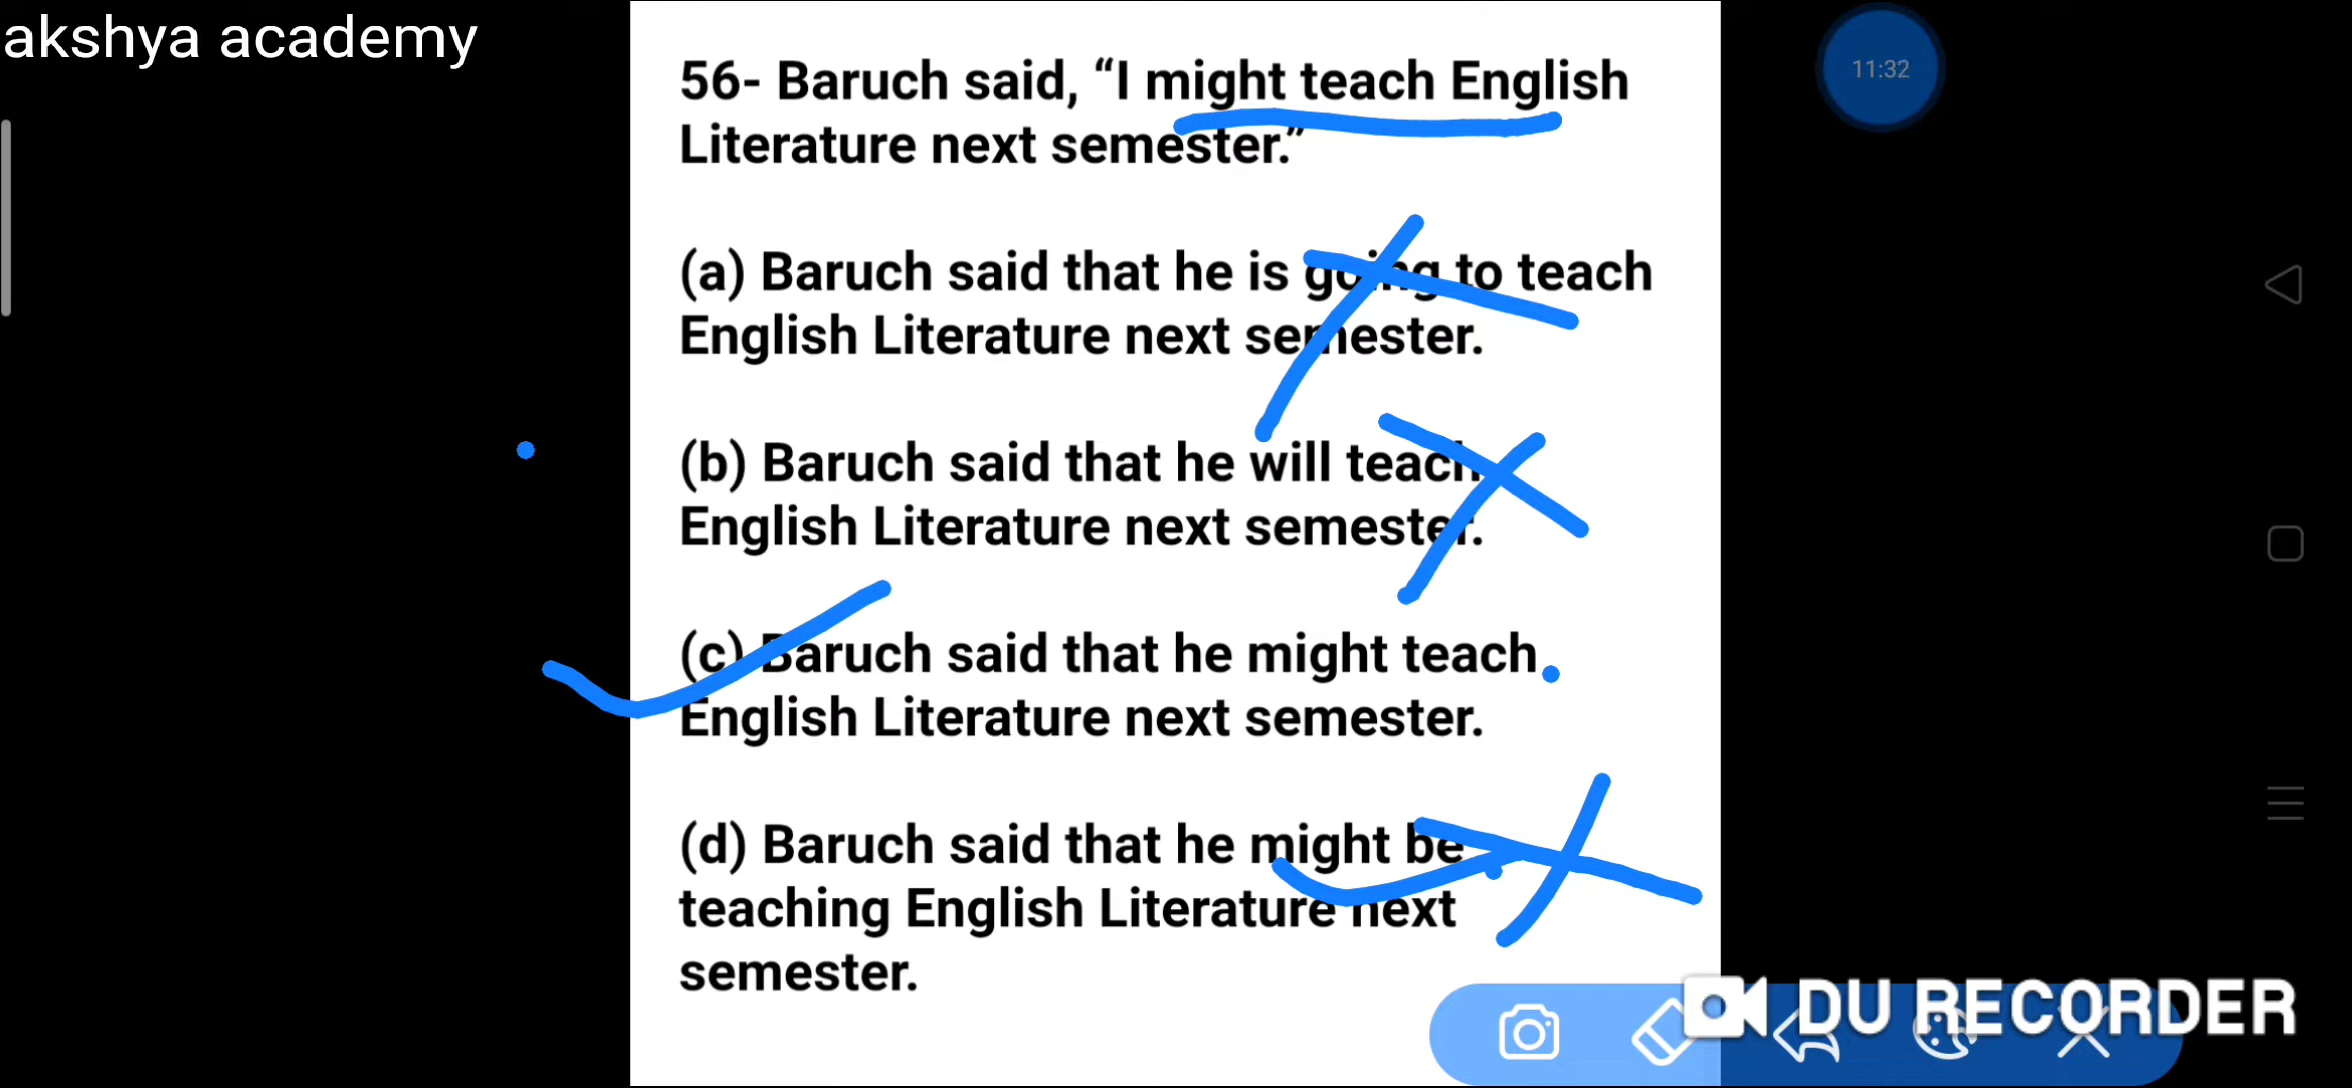 akshya academy
11:32
56- Baruch said, “I might teach English
Literature next semester.”
(a) Baruch said that he is going to teach
English Literature next semester.
(b) Baruch said that he will teach
English Literature next semester.
(c) Baruch said that he might teach
English Literature next semester.
(d) Baruch said that he might be
teaching English Literature next
semester.
DU RECORDER